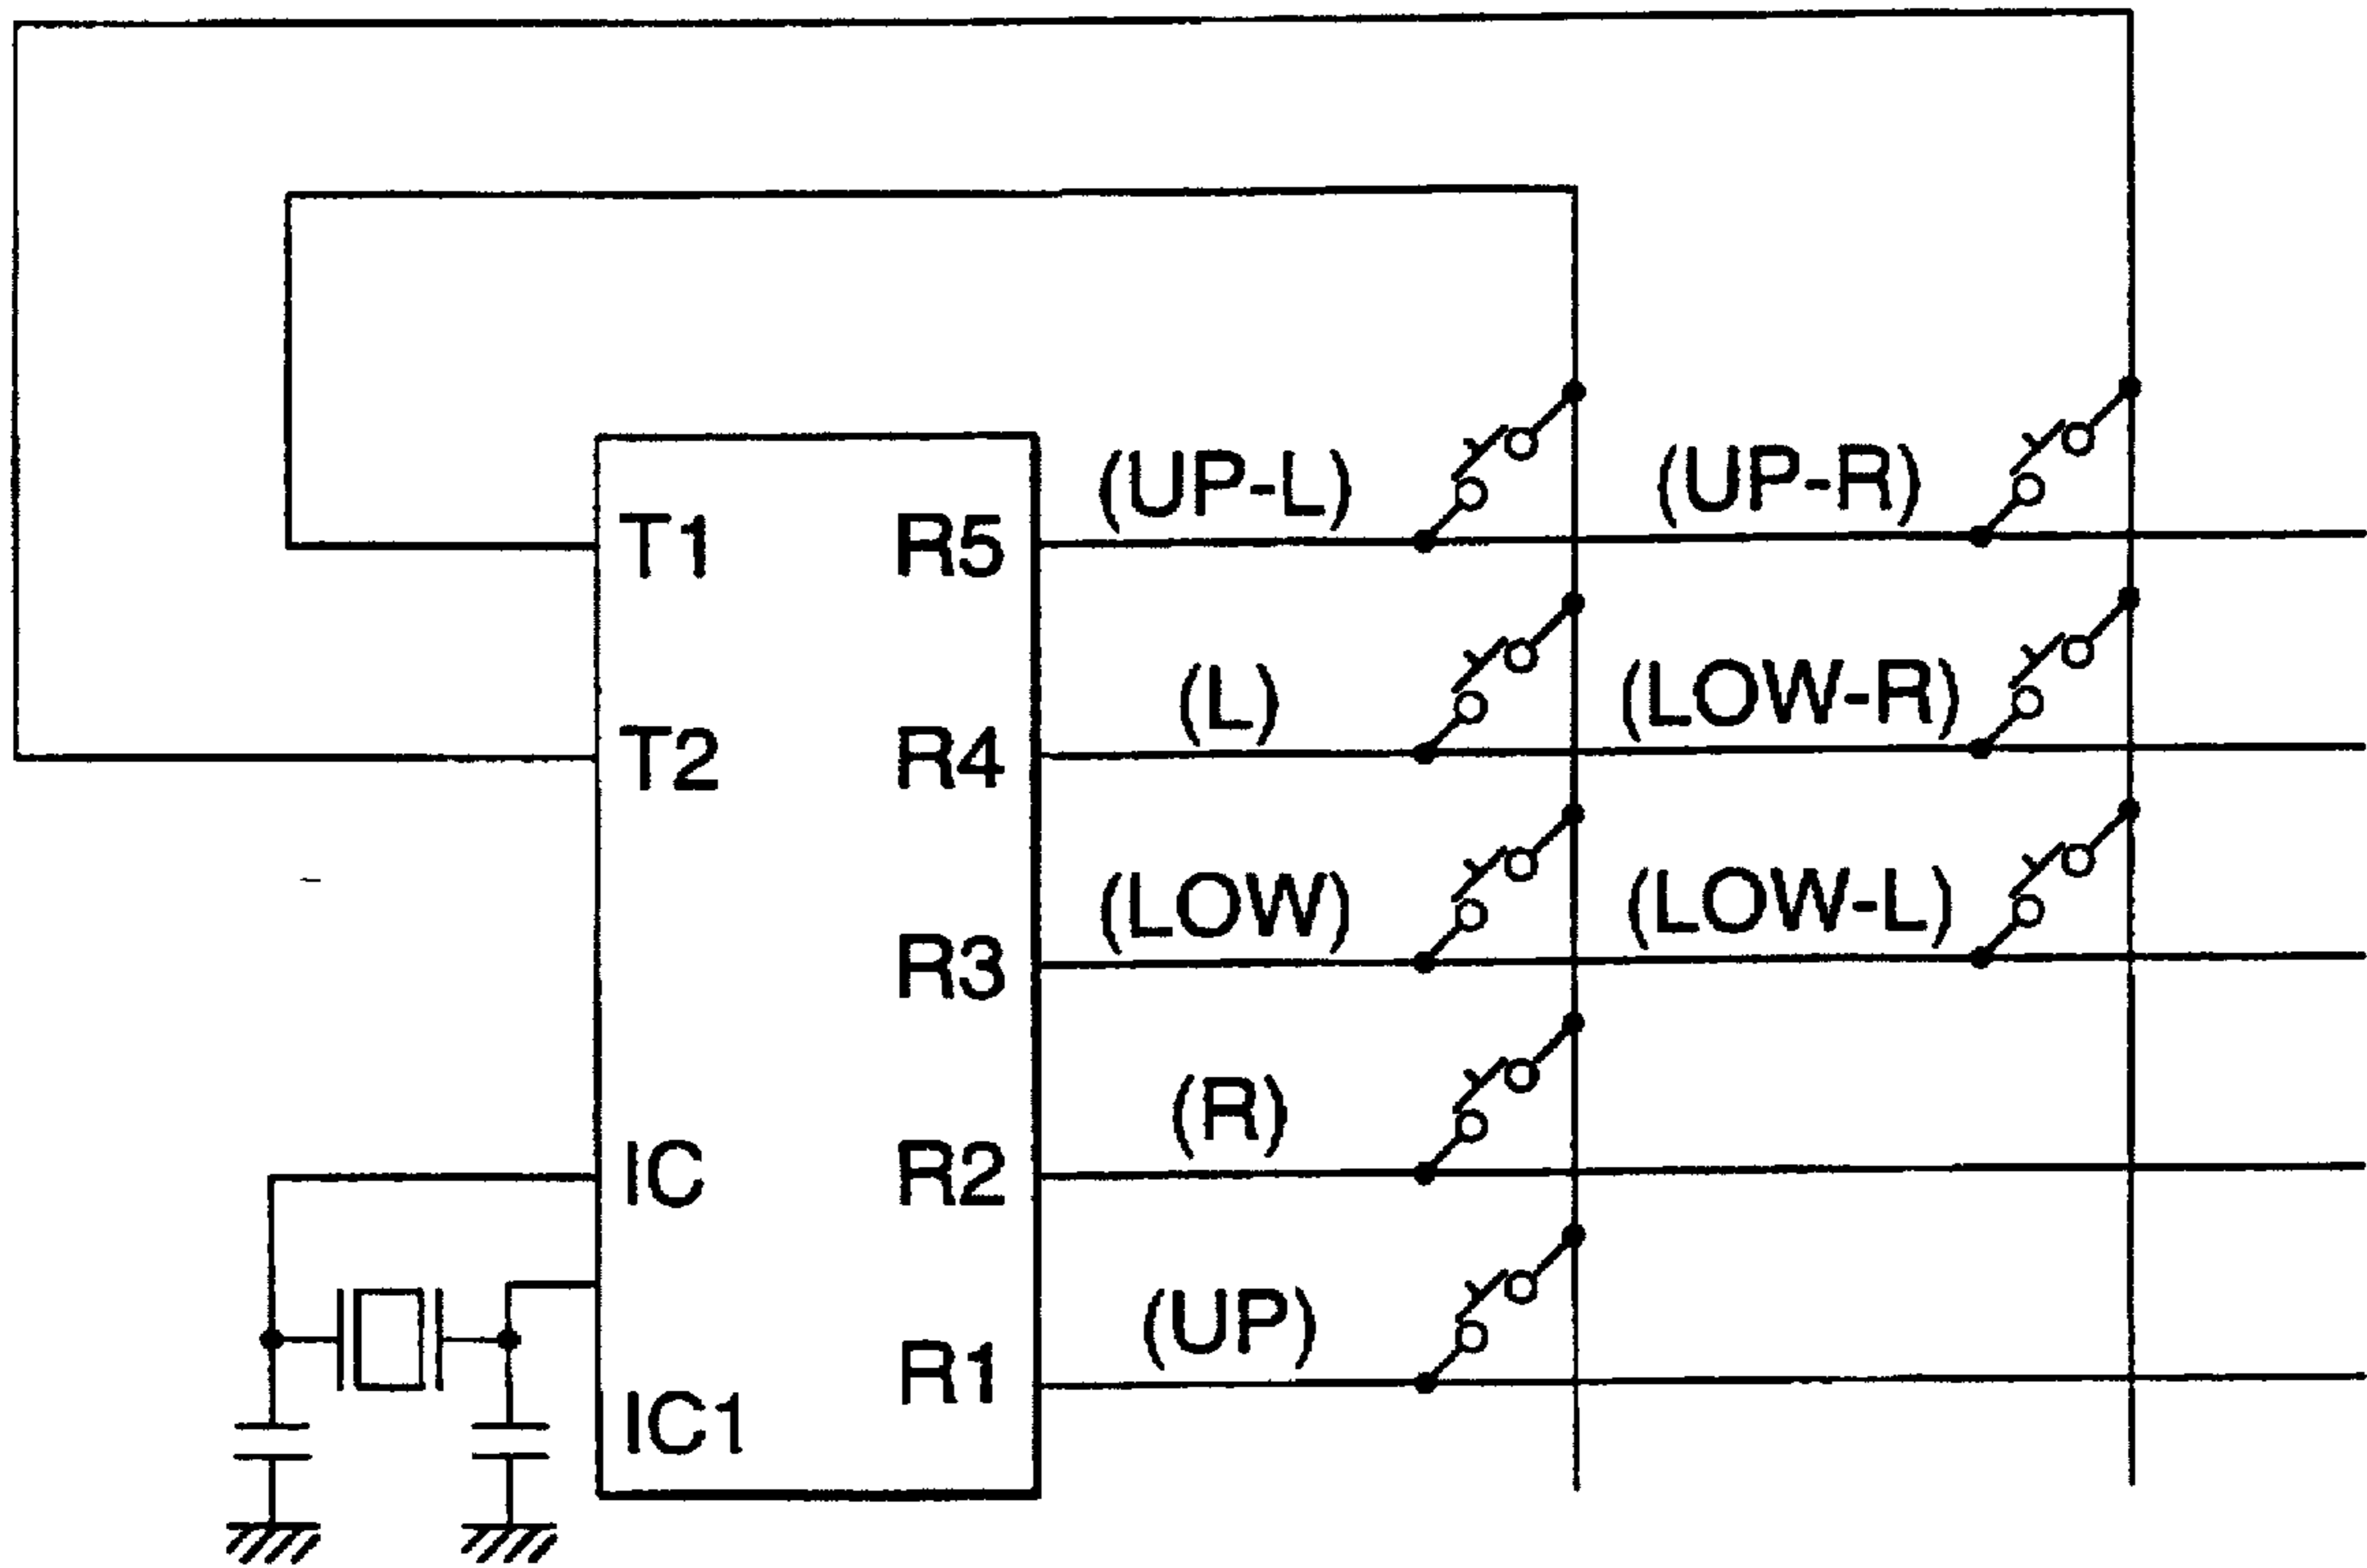 T1 R5 (UP-L) (UP-R)
T2 R4 (L) (LOW-R)
R3 (LOW) (LOW-L)
IC R2 (R)
IC1 R1 (UP)